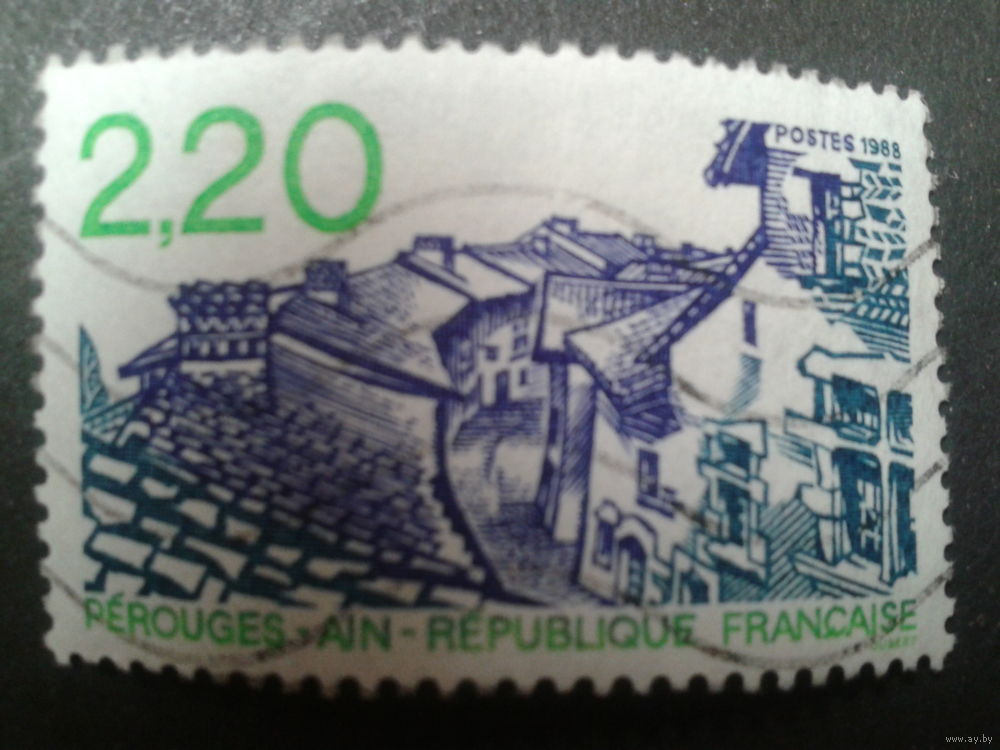 2,20
POSTES 1988
PÉROUGES - AIN - RÉPUBLIQUE FRANÇAISE
www.ay.by